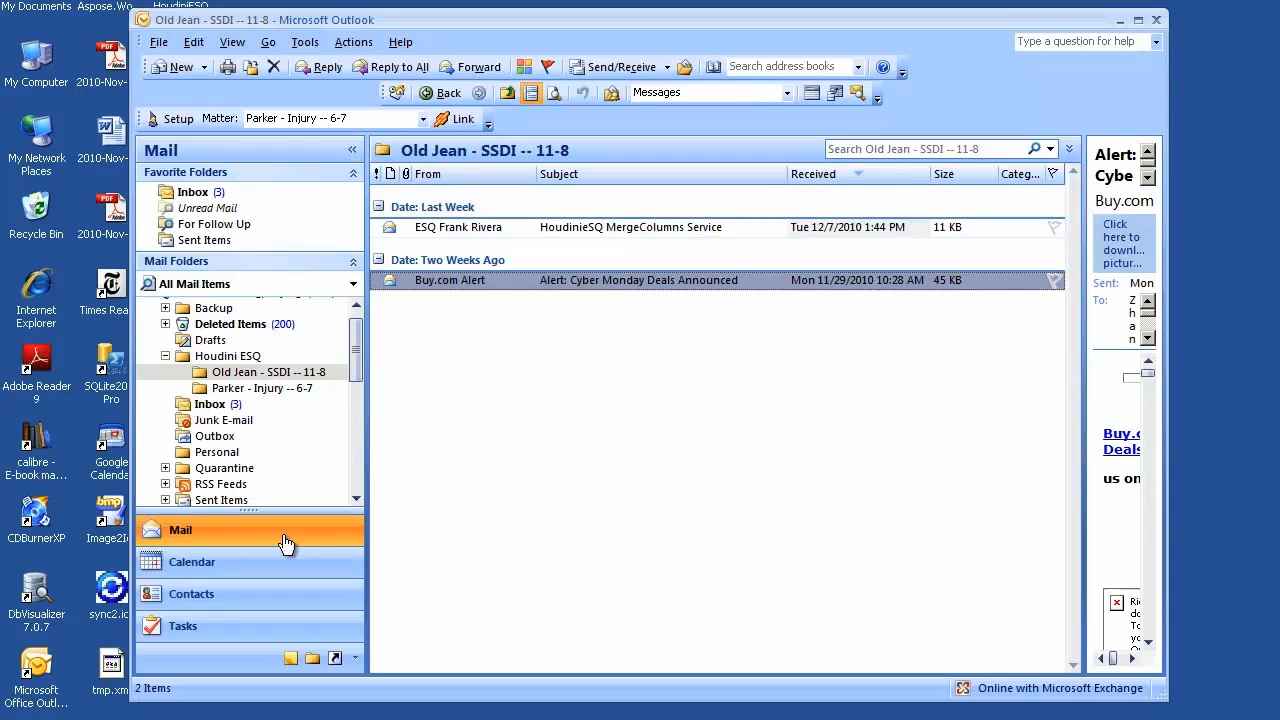 My Documents Aspose.Wo... HoudiniESQ
My Computer
2010-Nov-...
My Network Places
2010-Nov-...
Recycle Bin
2010-Nov-...
Internet Explorer
Times Rea...
Adobe Reader 9
SQLite20... Pro
calibre - E-book ma...
Google Calenda...
CDBurnerXP
Image2Ic...
DbVisualizer 7.0.7
sync2.ic...
Microsoft Office Outl...
tmp.xm...
Old Jean - SSDI -- 11-8 - Microsoft Outlook
File Edit View Go Tools Actions Help
Type a question for help
New Reply Reply to All Forward Send/Receive Search address books
Back Messages
Setup Matter: Parker - Injury -- 6-7 Link
Mail
Favorite Folders
Inbox (3)
Unread Mail
For Follow Up
Sent Items
Mail Folders
All Mail Items
Backup
Deleted Items (200)
Drafts
Houdini ESQ
Old Jean - SSDI -- 11-8
Parker - Injury -- 6-7
Inbox (3)
Junk E-mail
Outbox
Personal
Quarantine
RSS Feeds
Sent Items
Mail
Calendar
Contacts
Tasks
Old Jean - SSDI -- 11-8
Search Old Jean - SSDI -- 11-8
From Subject Received Size Categ...
Date: Last Week
ESQ Frank Rivera HoudinieSQ MergeColumns Service Tue 12/7/2010 1:44 PM 11 KB
Date: Two Weeks Ago
Buy.com Alert Alert: Cyber Monday Deals Announced Mon 11/29/2010 10:28 AM 45 KB
Alert:
Cybe
Buy.com
Click
here to
downl...
pictur...
Sent: Mon
To: Z
h
a
n
Buy.c
Deals
us on
2 Items
Online with Microsoft Exchange